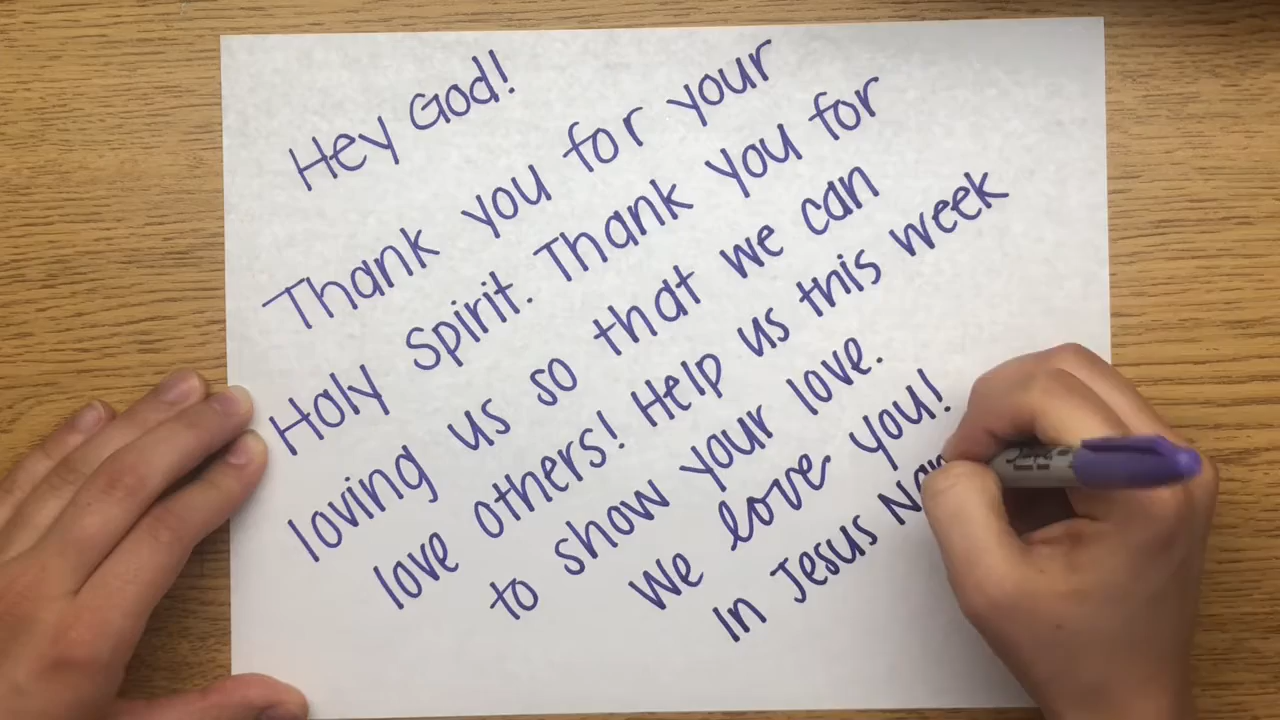 Hey God!
Thank you for your
Holy Spirit. Thank you for
loving us so that we can
love others! Help us this week
to show your love.
We love you!
In Jesus